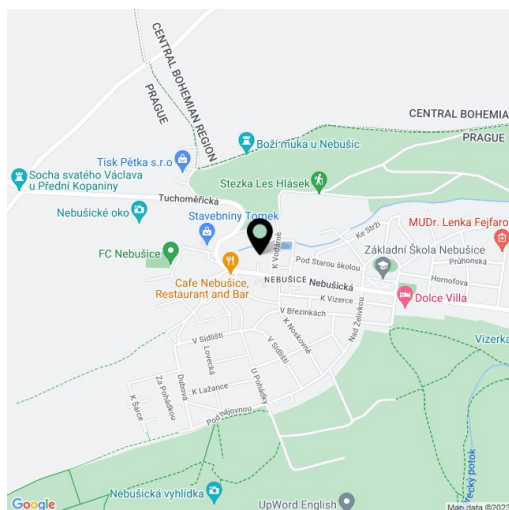 CENTRAL BOHEMIAN REGION
PRAGUE
CENTRAL BOHEMIA
PRAGUE
Boží muka u Nebušic
Tisk Pětka s.r.o
Socha svatého Václava
u Přední Kopaniny
Stezka Les Hlásek
Tuchoměřická
Nebušické oko
Stavebniny Tomek
MUDr. Lenka Fejfaro
Ke Strži
K Vodárně
FC Nebušice
Základní Škola Nebušice
Pod Starou školou
Průhonská
Cafe Nebušice,
Restaurant and Bar
NEBUŠICE
Nebušická
Hornofova
K Vizerce
Dolce Villa
V Březinkách
Nad Želivkou
K Noskovně
V Sídlišti
V Sídlišti
Vizerka
Lovecká
U Pohádky
Dubová
K Lažance
Za Pohádkou
K Šárce
Pod Hájovnou
Nebušická vyhlídka
UpWord English
potok
Google
Map data ©2023